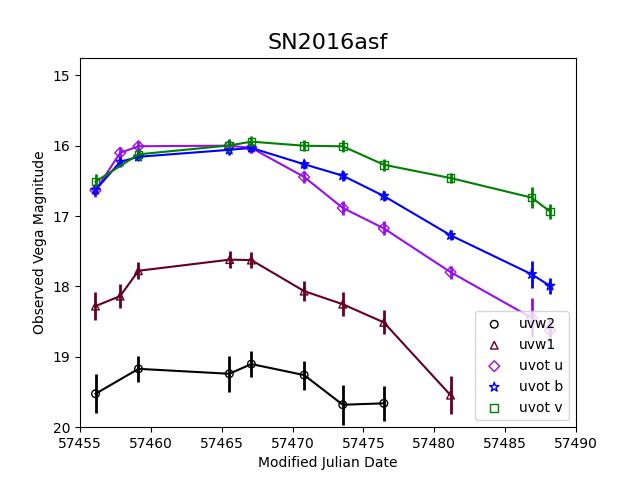 SN2016asf
Observed Vega Magnitude
15
16
17
18
19
20
57455 57460 57465 57470 57475 57480 57485 57490
Modified Julian Date
uvw2
uvw1
uvot u
uvot b
uvot v